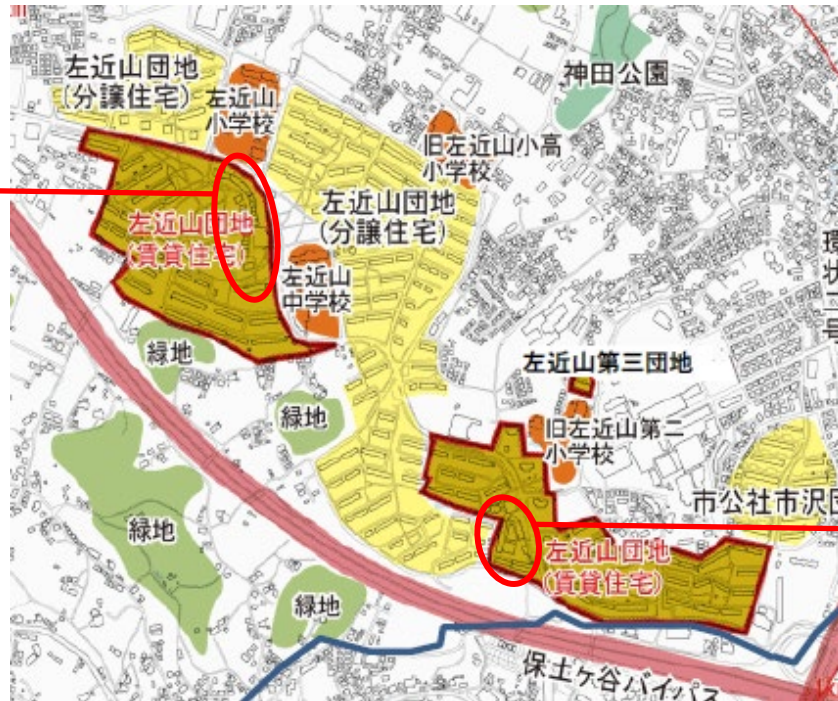 左近山団地
(分譲住宅)
左近山
小学校
神田公園
旧左近山小高
小学校
左近山団地
(賃貸住宅)
左近山団地
(分譲住宅)
左近山
中学校
環状二号
緑地
左近山第三団地
緑地
旧左近山第二
小学校
市公社市沢団
緑地
左近山団地
(賃貸住宅)
緑地
保土ヶ谷バイパス